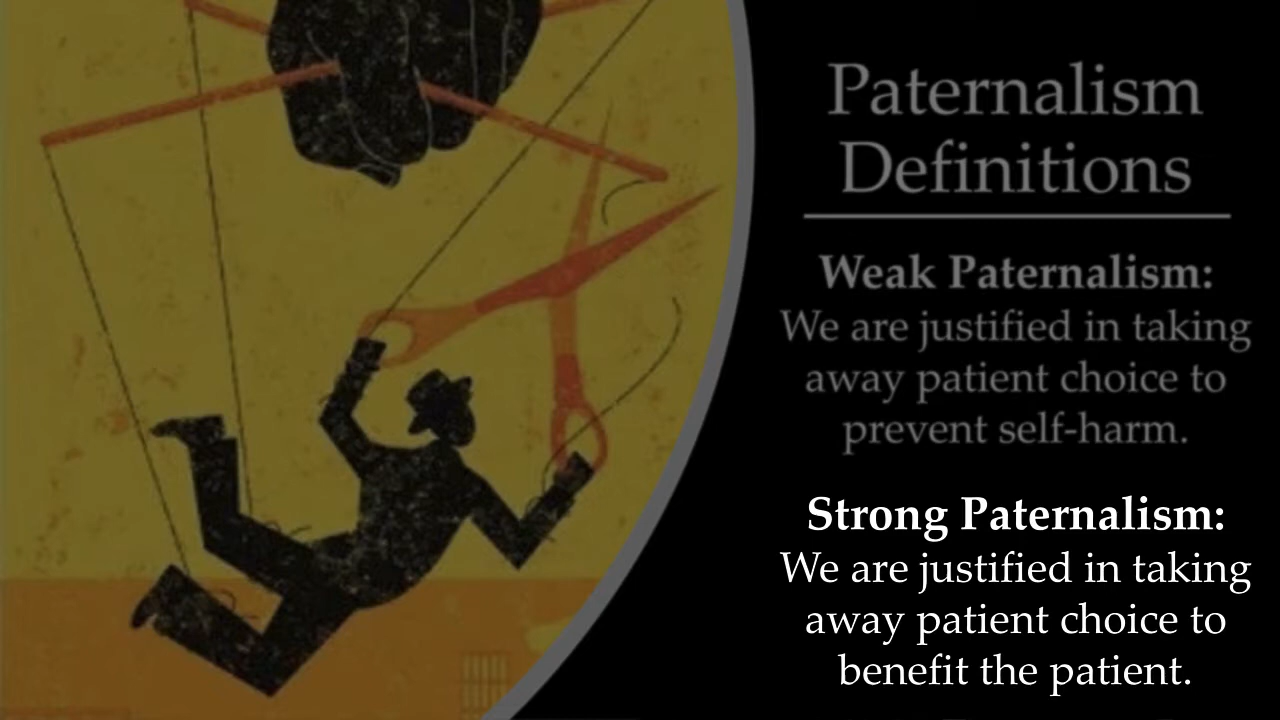 Paternalism
Definitions
Weak Paternalism:
We are justified in taking
away patient choice to
prevent self-harm.
Strong Paternalism:
We are justified in taking
away patient choice to
benefit the patient.